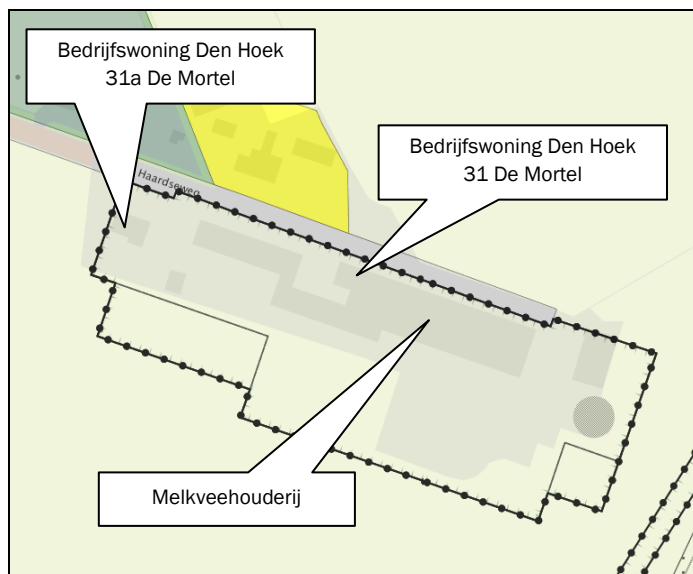 Bedrijfswoning Den Hoek
31a De Mortel
Bedrijfswoning Den Hoek
31 De Mortel
Haardseweg
Melkveehouderij